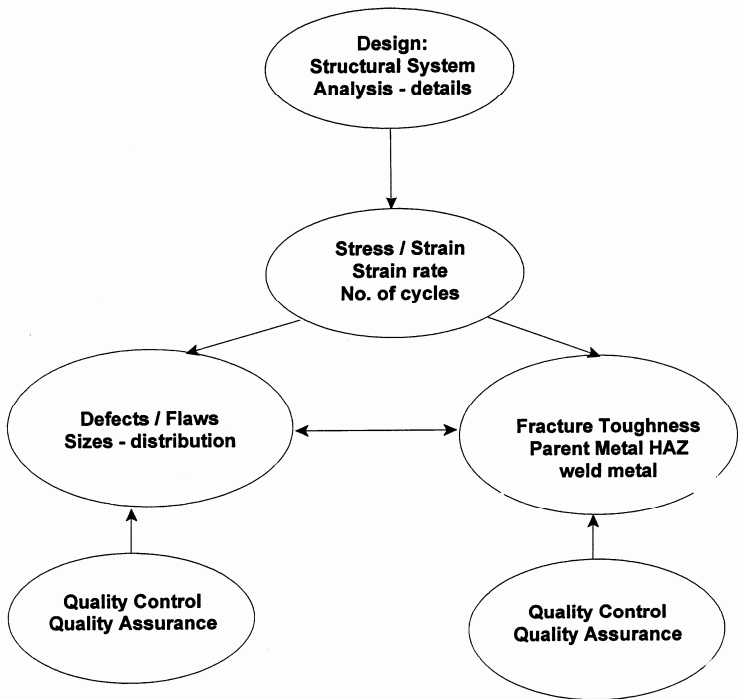 Design:
Structural System
Analysis - details
Stress / Strain
Strain rate
No. of cycles
Defects / Flaws
Sizes - distribution
Fracture Toughness
Parent Metal HAZ
weld metal
Quality Control
Quality Assurance
Quality Control
Quality Assurance